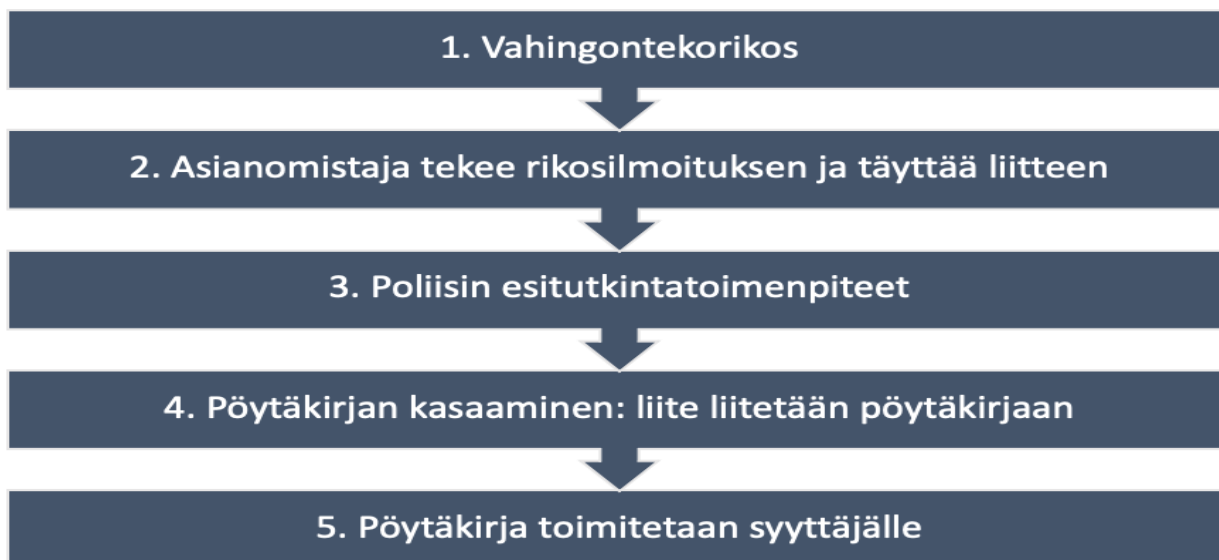 1. Vahingontekorikos
2. Asianomistaja tekee rikosilmoituksen ja täyttää liitteen
3. Poliisin esitutkintatoimenpiteet
4. Pöytäkirjan kasaaminen: liite liitetään pöytäkirjaan
5. Pöytäkirja toimitetaan syyttäjälle